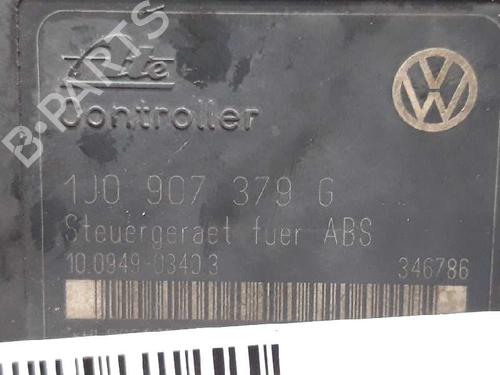 Ate
Controller
1J0 907 379 G
Steuergeraet fuer ABS
10.0949-0340.3 346786
B-PARTS